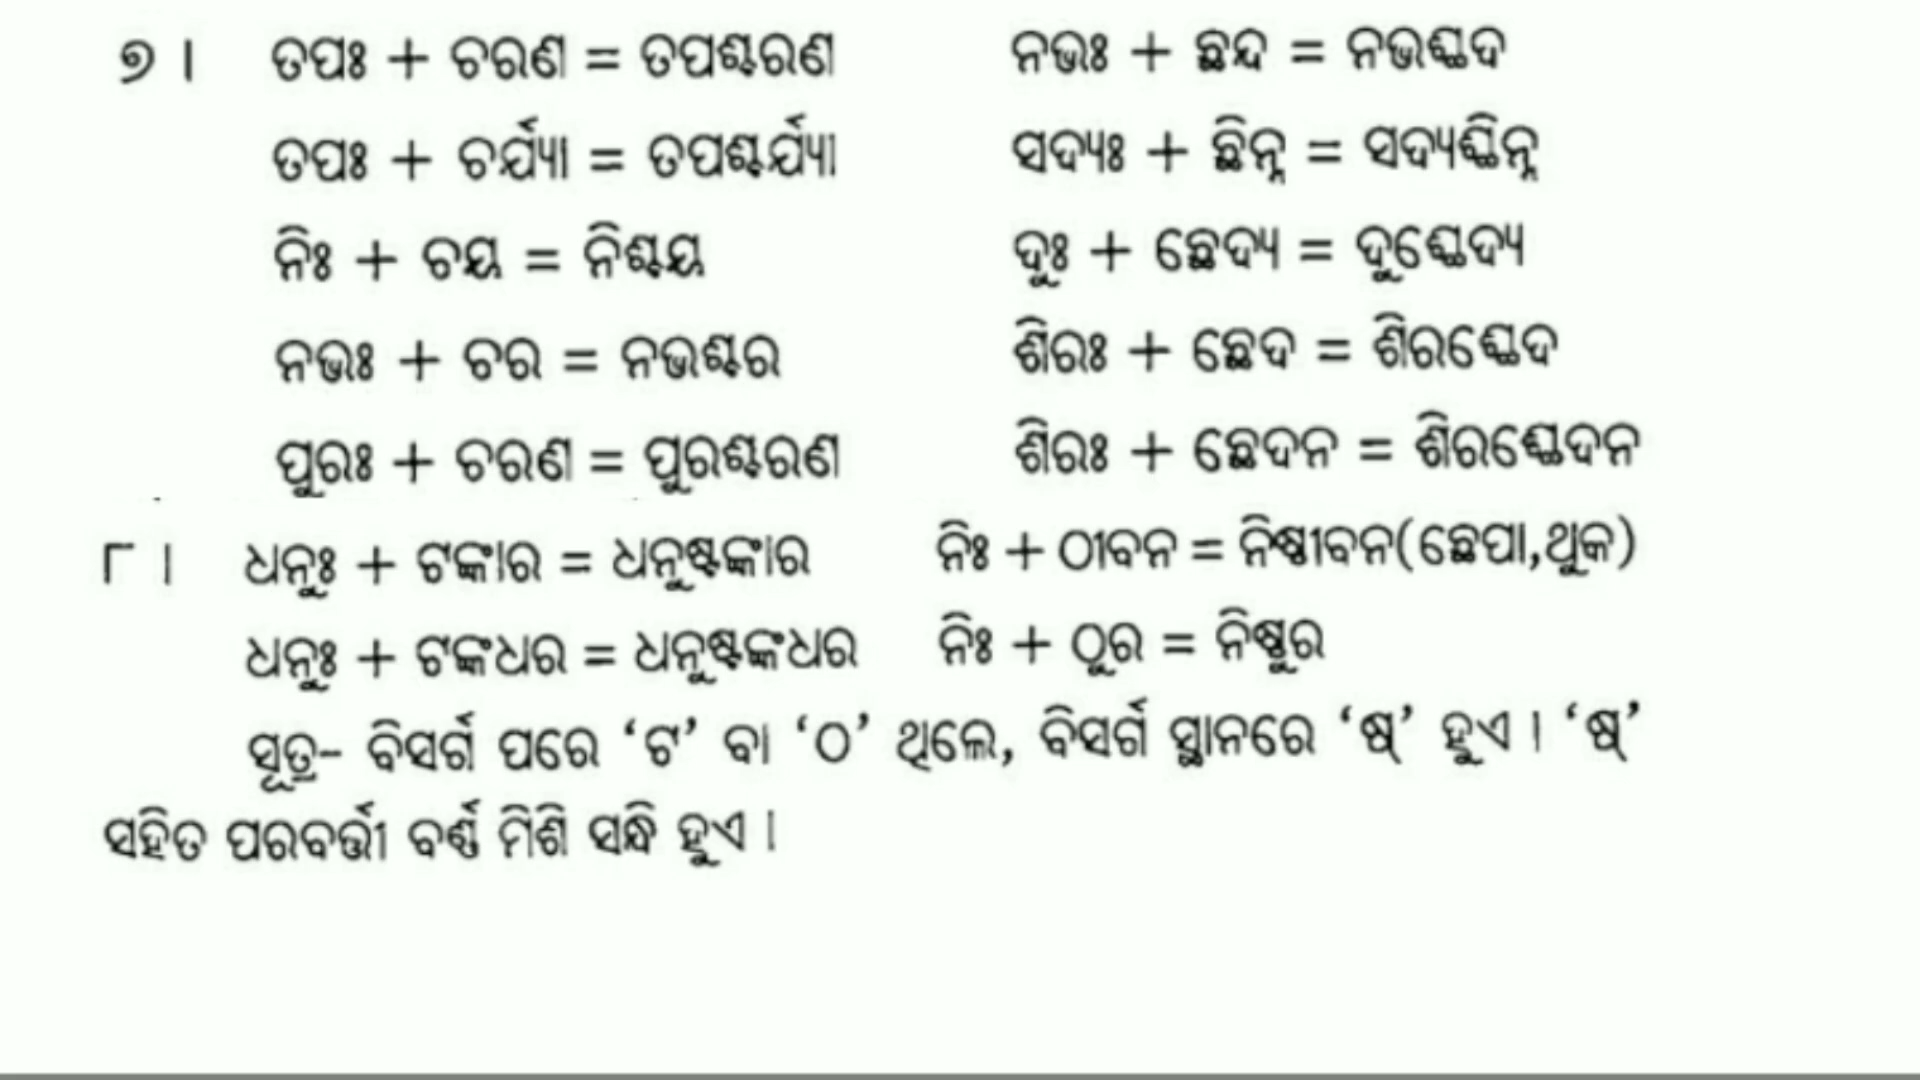 ୭ । ତପଃ + ଚରଣ = ତପଶ୍ଚରଣ ନଭଃ + ଛନ୍ଦ = ନଭଶ୍ଛଦ
ତପଃ + ଚର୍ଯ୍ୟା = ତପଶ୍ଚର୍ଯ୍ୟା ସଦ୍ୟଃ + ଛିନ୍ନ = ସଦ୍ୟଶ୍ଛିନ୍ନ
ନିଃ + ଚୟ = ନିଶ୍ଚୟ ଦୁଃ + ଛେଦ୍ୟ = ଦୁଶ୍ଛେଦ୍ୟ
ନଭଃ + ଚର = ନଭଶ୍ଚର ଶିରଃ + ଛେଦ = ଶିରଶ୍ଛେଦ
ପୁରଃ + ଚରଣ = ପୁରଶ୍ଚରଣ ଶିରଃ + ଛେଦନ = ଶିରଶ୍ଛେଦନ
୮ । ଧନୁଃ + ଟଙ୍କାର = ଧନୁଷ୍ଟଙ୍କାର ନିଃ + ଠୀବନ = ନିଷ୍ଠୀବନ(ଛେପା,ଥୁକ)
ଧନୁଃ + ଟଙ୍କଧର = ଧନୁଷ୍ଟଙ୍କଧର ନିଃ + ଠୁର = ନିଷ୍ଠୁର
ସୂତ୍ର- ବିସର୍ଗ ପରେ ‘ଟ’ ବା ‘ଠ’ ଥିଲେ, ବିସର୍ଗ ସ୍ଥାନରେ ‘ଷ୍’ ହୁଏ । ‘ଷ୍’
ସହିତ ପରବର୍ତ୍ତୀ ବର୍ଣ୍ଣ ମିଶି ସନ୍ଧି ହୁଏ ।